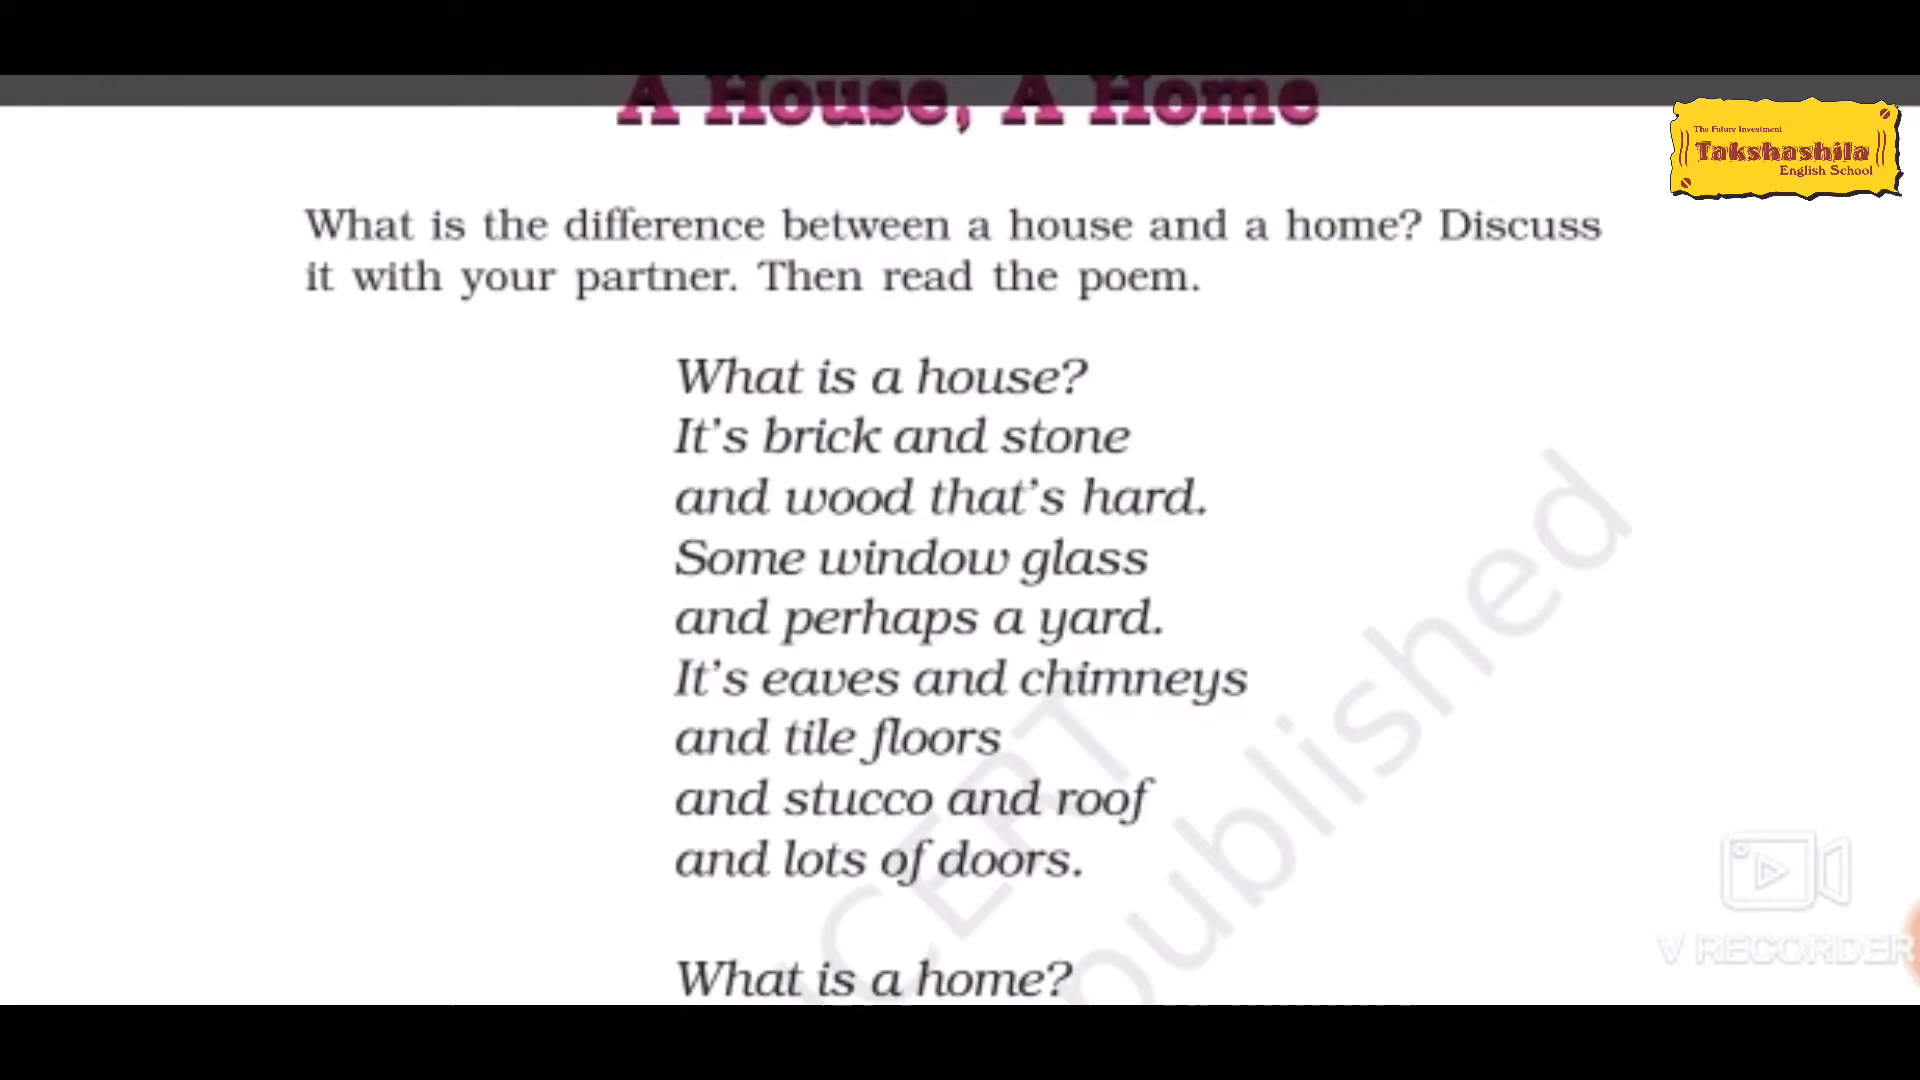 A House, A Home
The Future Investment
Takshashila
English School
What is the difference between a house and a home? Discuss
it with your partner. Then read the poem.
What is a house?
It's brick and stone
and wood that's hard.
Some window glass
and perhaps a yard.
It's eaves and chimneys
and tile floors
and stucco and roof
and lots of doors.
What is a home?
CERT
published
V RECORDER